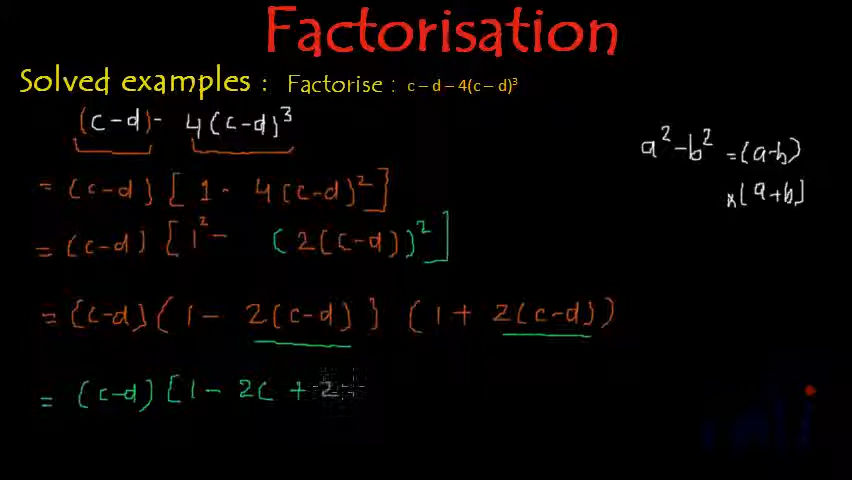 Factorisation
Solved examples : Factorise : c – d – 4(c – d)³
(c-d) - 4(c-d)³
a² - b² = (a-b)
× (a+b]
= (c-d) [1 - 4(c-d)²]
= (c-d) [1² - (2(c-d))²]
= (c-d) (1 - 2(c-d)} (1 + 2(c-d))
= (c-d) [1 - 2c + 2